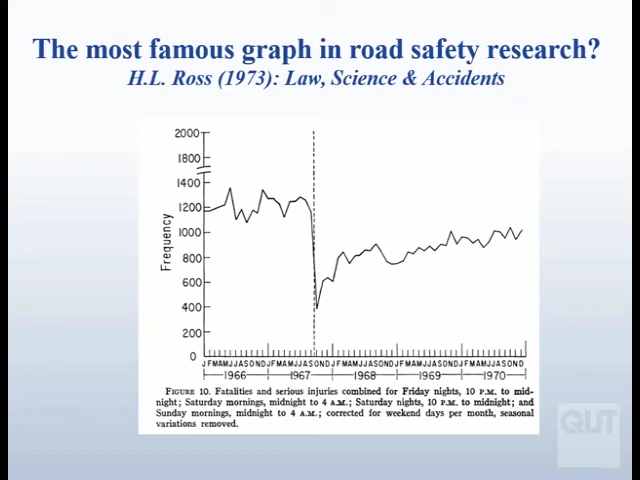 The most famous graph in road safety research?
H.L. Ross (1973): Law, Science & Accidents
2000
1800
1400
1200
1000
800
600
400
200
0
Frequency
J F M A M J J A S O N D J F M A M J J A S O N D J F M A M J J A S O N D J F M A M J J A S O N D J F M A M J J A S O N D
1966 1967 1968 1969 1970
FIGURE 10. Fatalities and serious injuries combined for Friday nights, 10 P.M. to mid-
night; Saturday mornings, midnight to 4 A.M.; Saturday nights, 10 P.M. to midnight; and
Sunday mornings, midnight to 4 A.M.; corrected for weekend days per month, seasonal
variations removed.
QUT